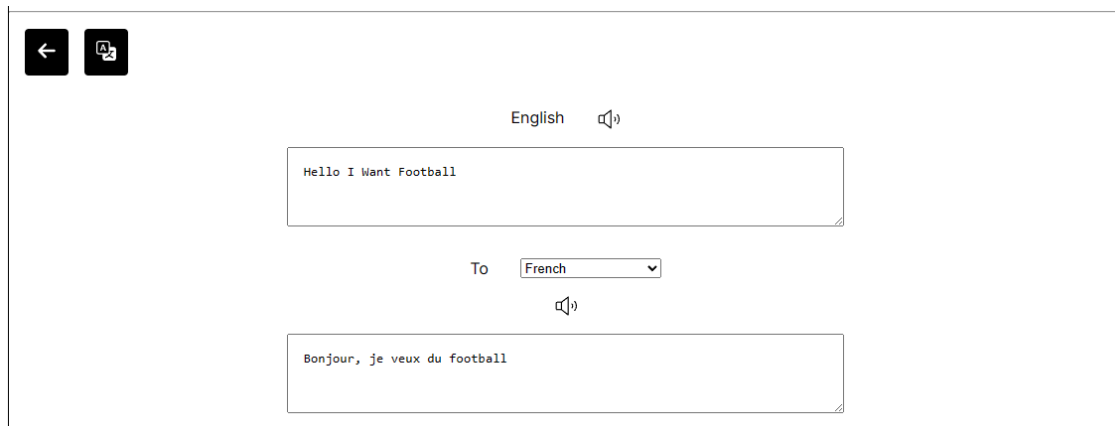 English
Hello I Want Football
To French
Bonjour, je veux du football